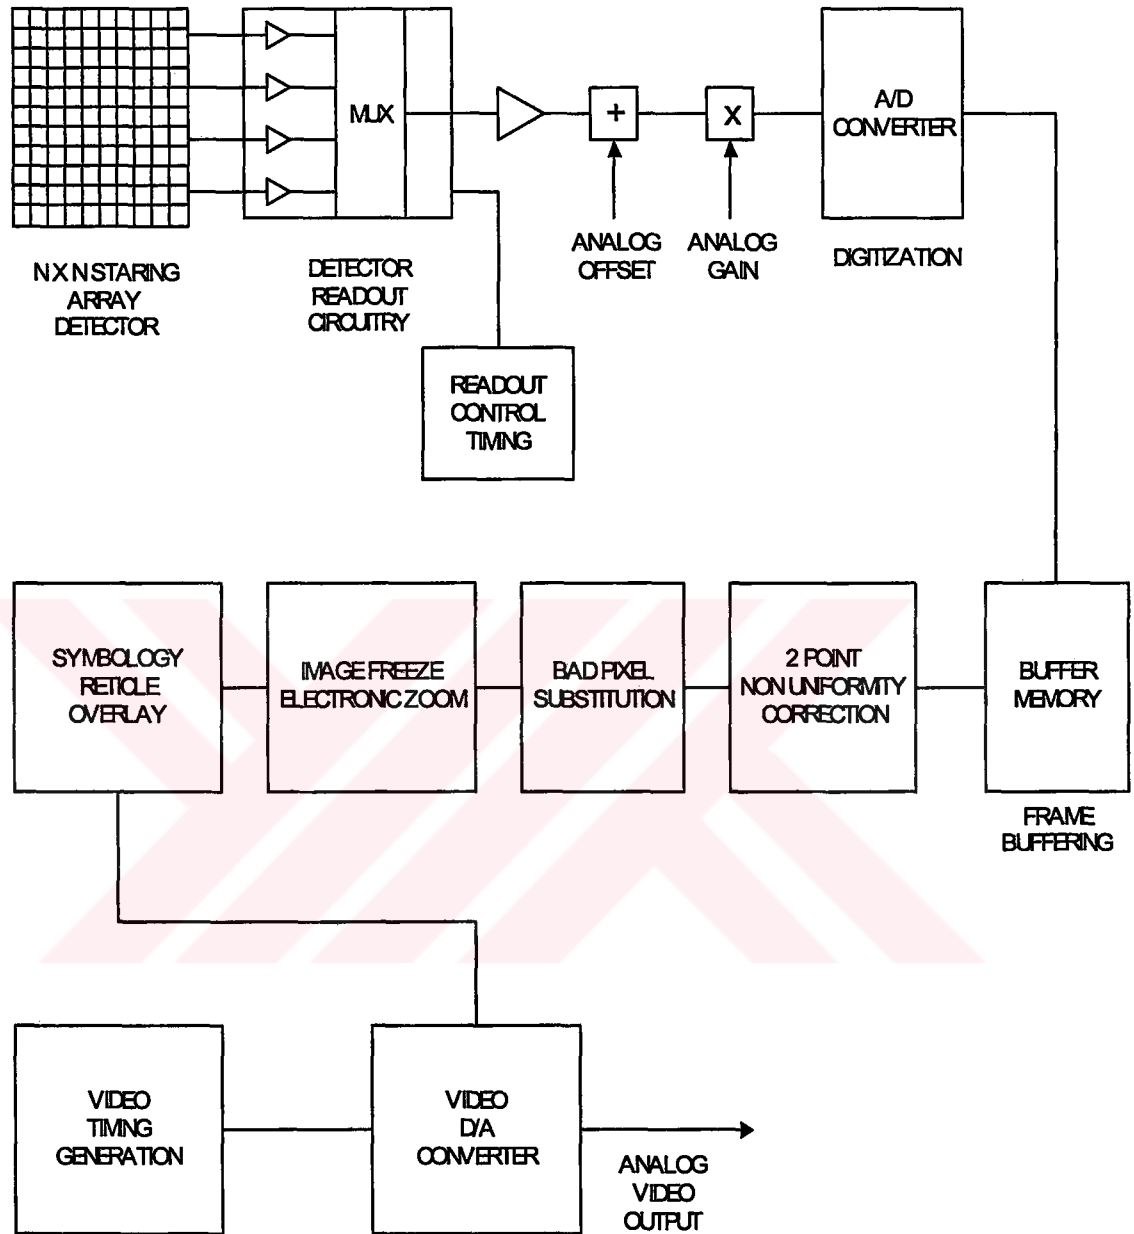 MUX
+
X
A/D
CONVERTER
N X N STARING
ARRAY
DETECTOR
DETECTOR
READOUT
CIRCUITRY
ANALOG
OFFSET
ANALOG
GAIN
DIGITIZATION
READOUT
CONTROL
TIMING
SYMBOLOGY
RETICLE
OVERLAY
IMAGE FREEZE
ELECTRONIC ZOOM
BAD PIXEL
SUBSTITUTION
2 POINT
NON UNIFORMITY
CORRECTION
BUFFER
MEMORY
FRAME
BUFFERING
VIDEO
TIMING
GENERATION
VIDEO
D/A
CONVERTER
ANALOG
VIDEO
OUTPUT